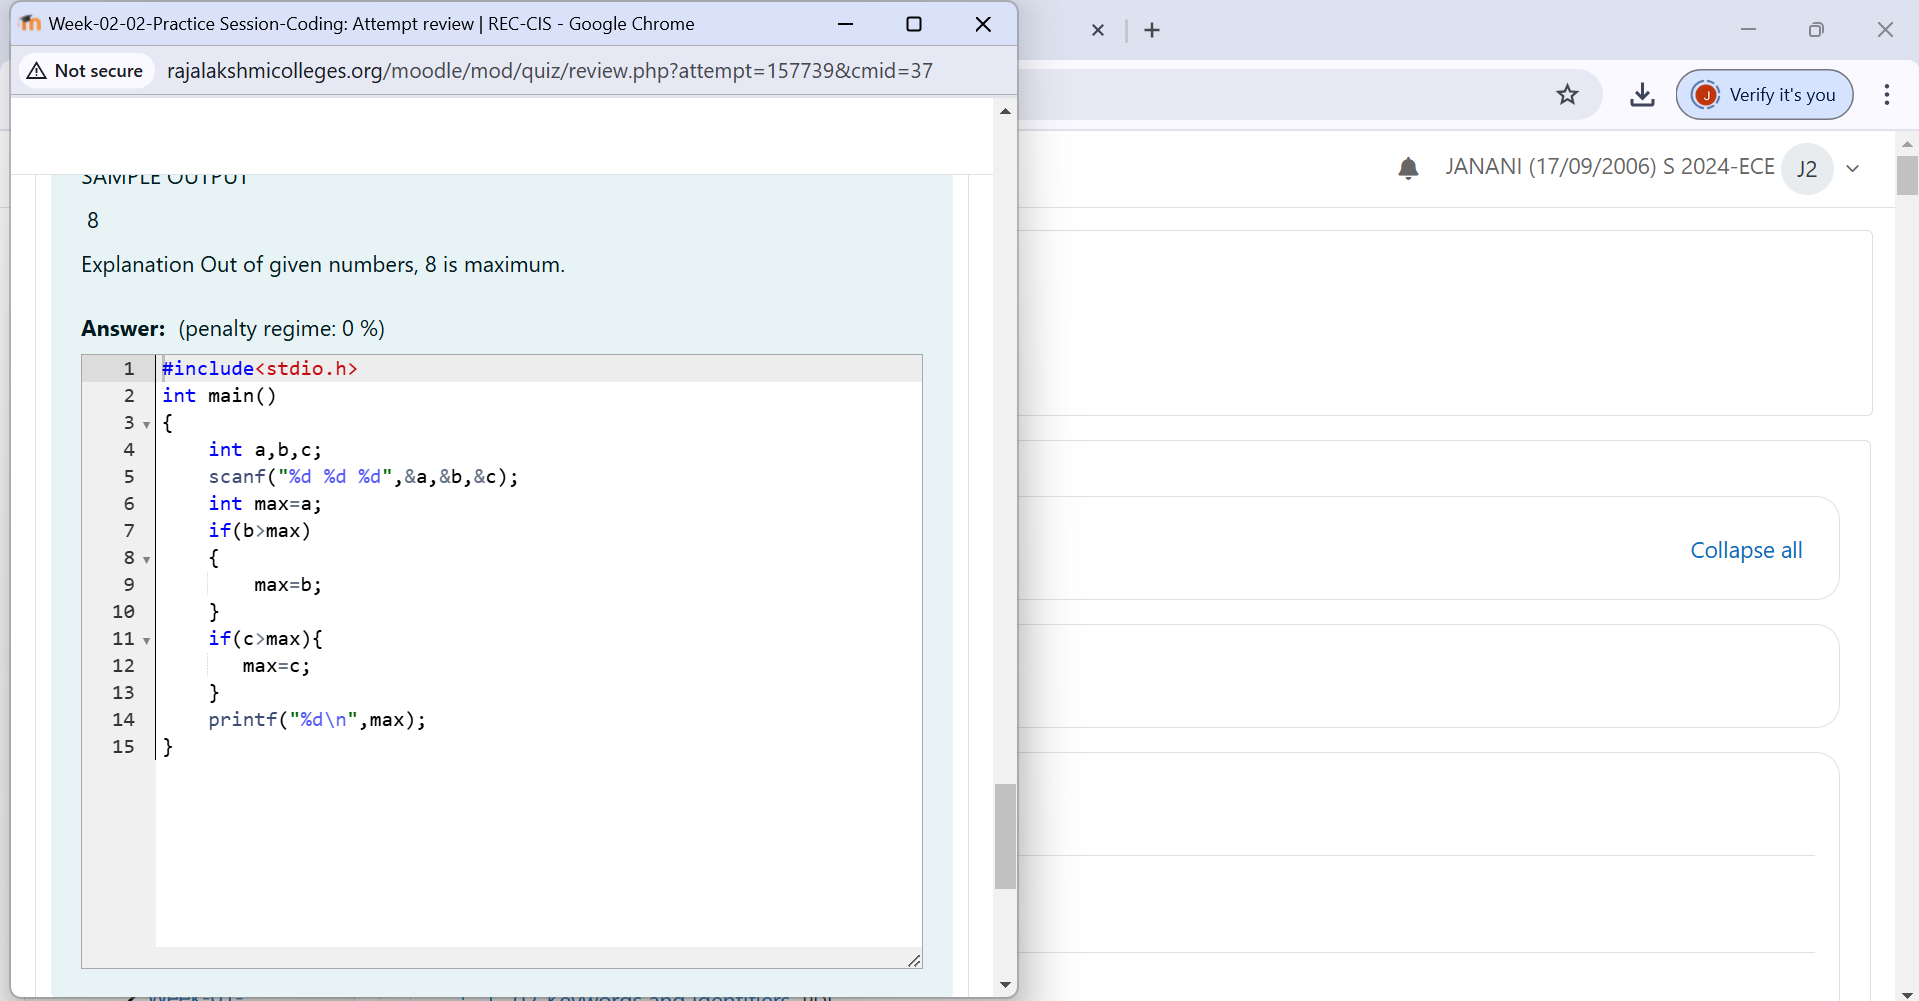 Week-02-02-Practice Session-Coding: Attempt review | REC-CIS - Google Chrome
Not secure rajalakshmicolleges.org/moodle/mod/quiz/review.php?attempt=157739&cmid=37
J Verify it's you
JANANI (17/09/2006) S 2024-ECE J2
SAMPLE OUTPUT
8
Explanation Out of given numbers, 8 is maximum.
Answer: (penalty regime: 0 %)
1 #include<stdio.h>
2 int main()
3 {
4 int a,b,c;
5 scanf("%d %d %d",&a,&b,&c);
6 int max=a;
7 if(b>max)
8 {
9 max=b;
10 }
11 if(c>max){
12 max=c;
13 }
14 printf("%d\n",max);
15 }
Collapse all